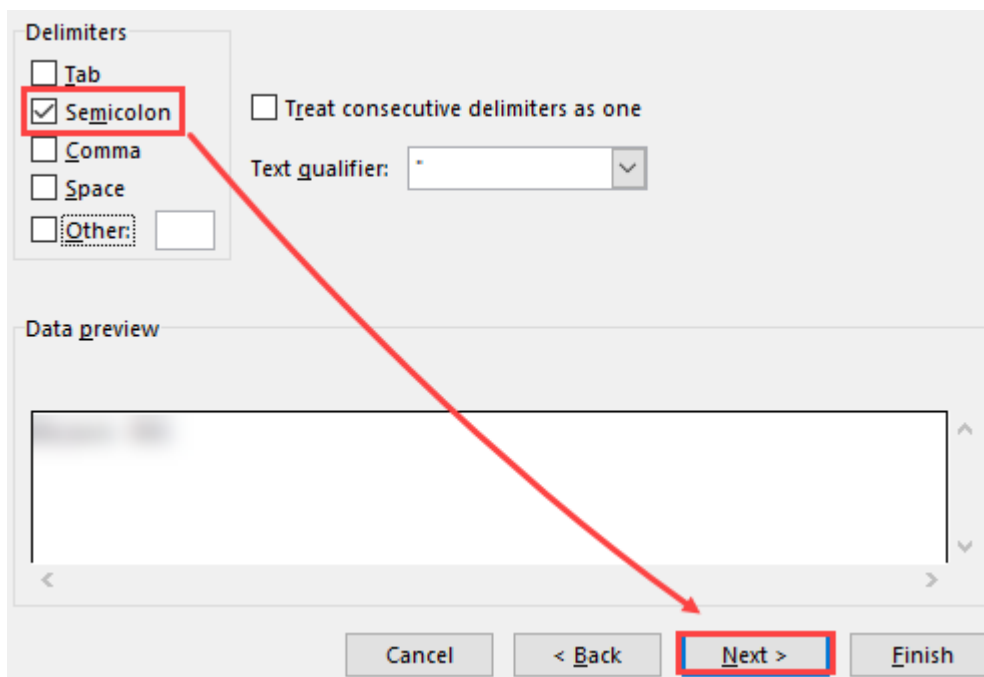 Delimiters
Tab
Semicolon
Treat consecutive delimiters as one
Comma
Text qualifier: "
Space
Other:
Data preview
Cancel
< Back
Next >
Finish